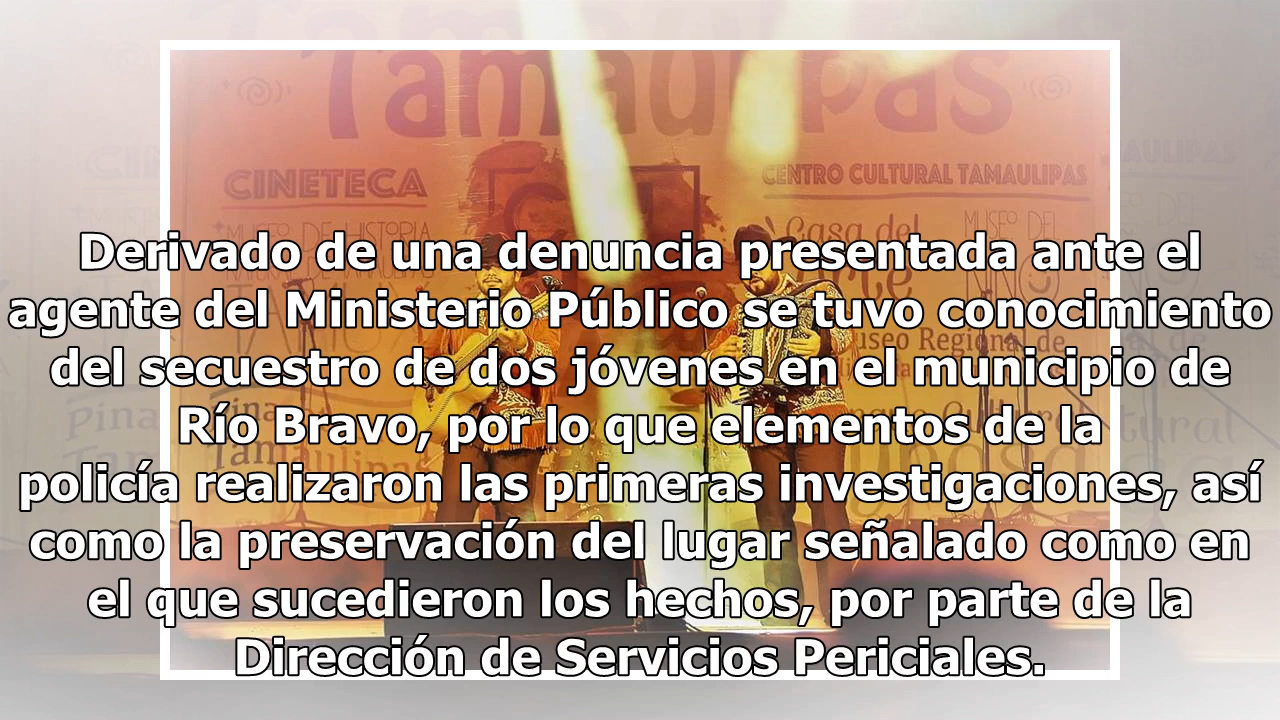 Tamaulipas
CINETECA
CENTRO CULTURAL TAMAULIPAS
Casa del
Derivado de una denuncia presentada ante el
agente del Ministerio Público se tuvo conocimiento
del secuestro de dos jóvenes en el municipio de
Río Bravo, por lo que elementos de la
policía realizaron las primeras investigaciones, así
como la preservación del lugar señalado como en
el que sucedieron los hechos, por parte de la
Dirección de Servicios Periciales.